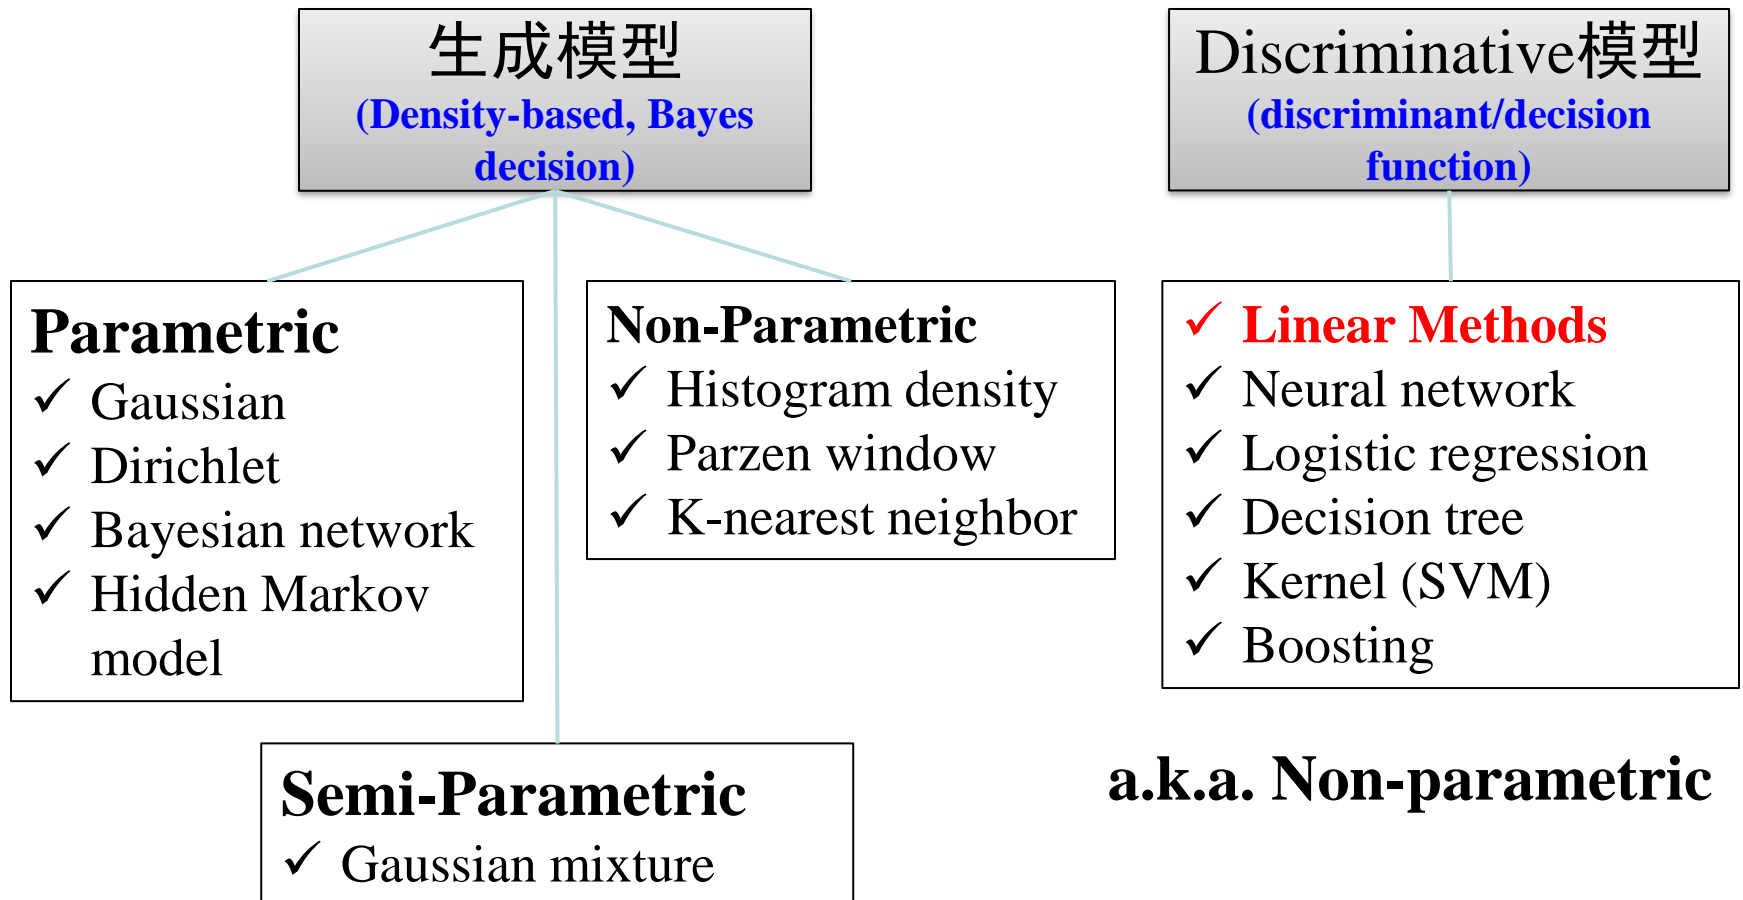 生成模型
(Density-based, Bayes
decision)
Discriminative模型
(discriminant/decision
function)
Parametric
✓ Gaussian
✓ Dirichlet
✓ Bayesian network
✓ Hidden Markov
model
Non-Parametric
✓ Histogram density
✓ Parzen window
✓ K-nearest neighbor
✓ Linear Methods
✓ Neural network
✓ Logistic regression
✓ Decision tree
✓ Kernel (SVM)
✓ Boosting
Semi-Parametric
✓ Gaussian mixture
a.k.a. Non-parametric